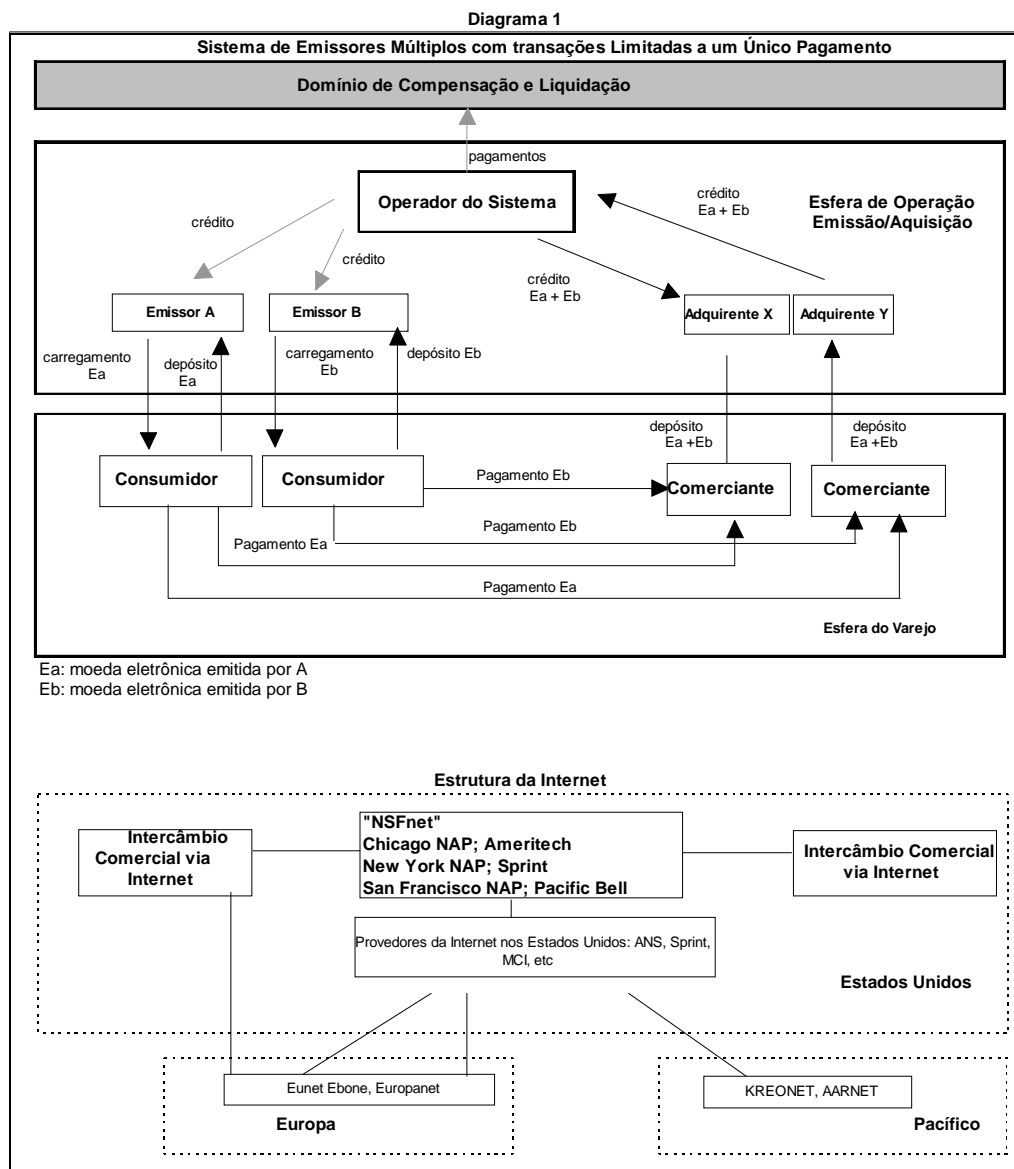 Diagrama 1
Sistema de Emissores Múltiplos com transações Limitadas a um Único Pagamento
Domínio de Compensação e Liquidação
pagamentos
Operador do Sistema
crédito
Ea + Eb
Esfera de Operação
Emissão/Aquisição
crédito
crédito
crédito
Ea + Eb
Emissor A
Emissor B
Adquirente X
Adquirente Y
carregamento
Ea
depósito
Ea
carregamento
Eb
depósito Eb
depósito
Ea +Eb
depósito
Ea +Eb
Consumidor
Consumidor
Pagamento Eb
Comerciante
Comerciante
Pagamento Eb
Pagamento Ea
Pagamento Ea
Esfera do Varejo
Ea: moeda eletrônica emitida por A
Eb: moeda eletrônica emitida por B
Estrutura da Internet
Intercâmbio
Comercial via
Internet
"NSFnet"
Chicago NAP; Ameritech
New York NAP; Sprint
San Francisco NAP; Pacific Bell
Intercâmbio Comercial
via Internet
Provedores da Internet nos Estados Unidos: ANS, Sprint,
MCI, etc
Estados Unidos
Eunet Ebone, Europanet
KREONET, AARNET
Europa
Pacífico